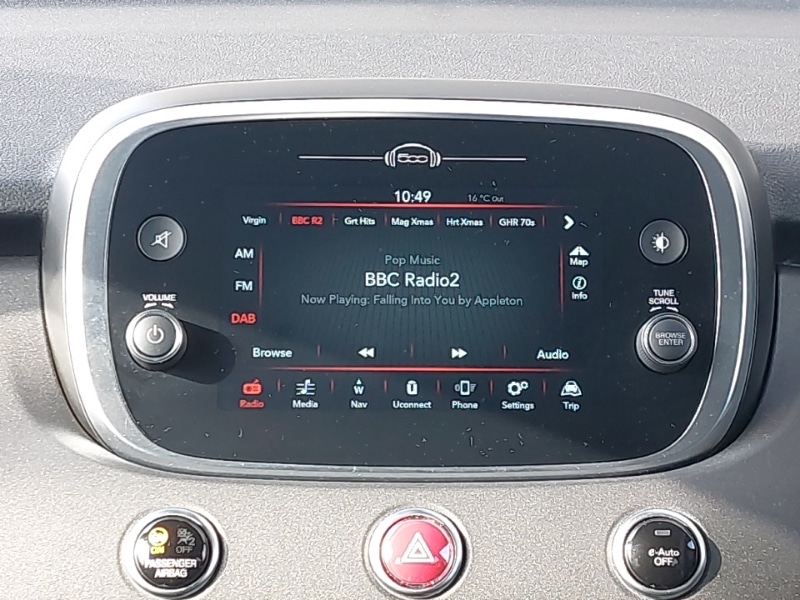 500
10:49 16°C Out
Virgin BBC R2 Grt Hits Mag Xmas Hrt Xmas GHR 70s
AM
Pop Music
Map
BBC Radio2
FM
Info
Now Playing: Falling Into You by Appleton
DAB
VOLUME
TUNE
SCROLL
BROWSE
ENTER
Browse Audio
Radio Media Nav Uconnect Phone Settings Trip
W
ON OFF
PASSENGER
AIRBAG
e-Auto
OFF